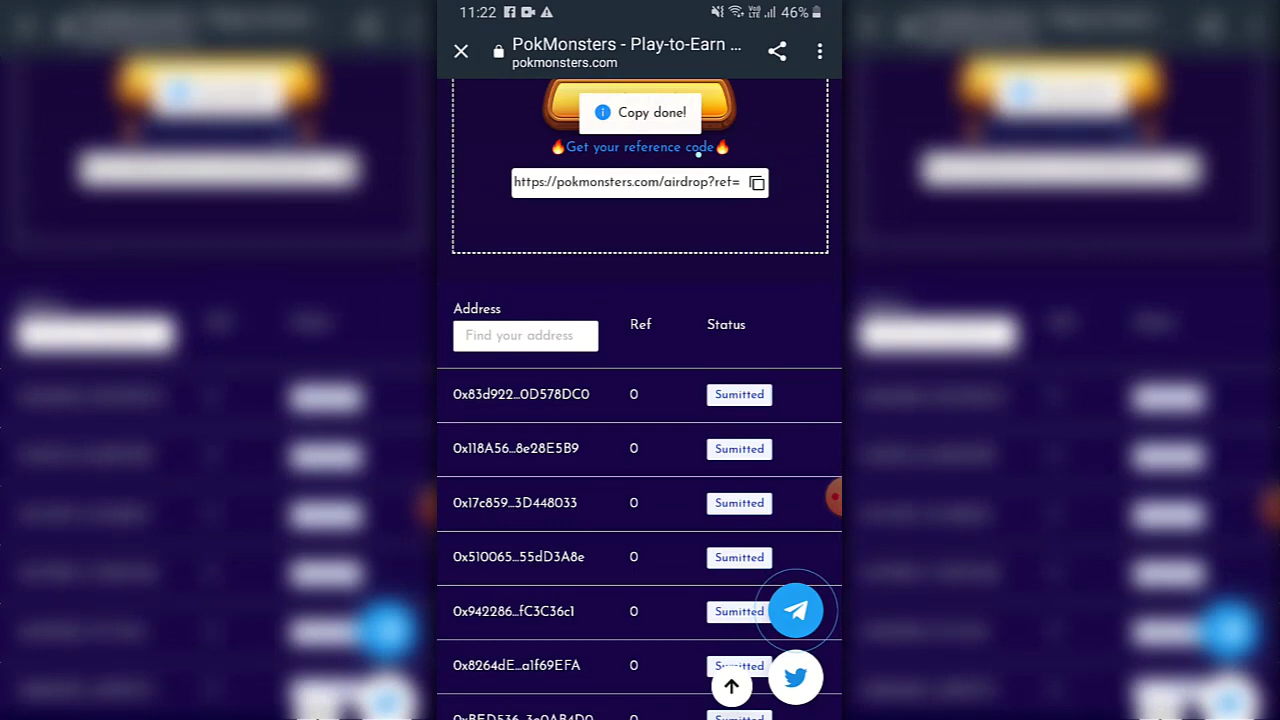 11:22
46%
PokMonsters - Play-to-Earn ...
pokmonsters.com
Copy done!
🔥Get your reference code🔥
https://pokmonsters.com/airdrop?ref=
Address
Find your address
Ref
Status
0x83d922...0D578DC0 0 Sumitted
0x118A56...8e28E5B9 0 Sumitted
0x17c859...3D448033 0 Sumitted
0x510065...55dD3A8e 0 Sumitted
0x942286...fC3C36c1 0 Sumitted
0x8264dE...a1f69EFA 0 Sumitted